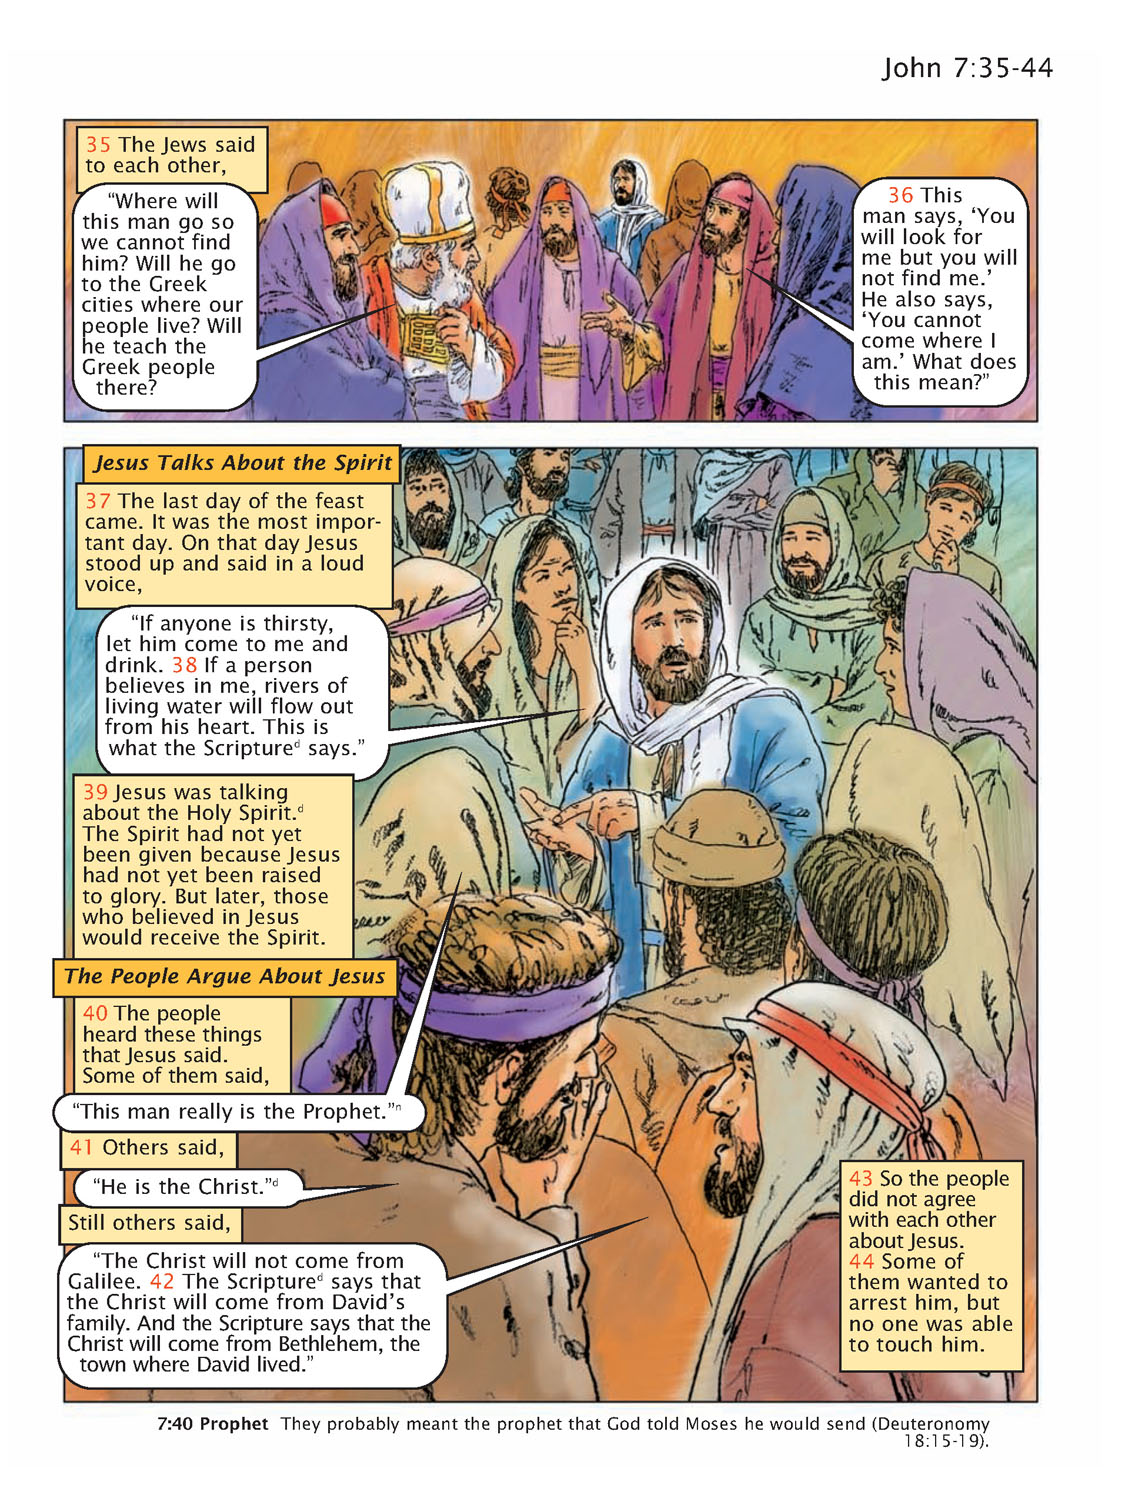 John 7:35-44
35 The Jews said
to each other,
“Where will
this man go so
we cannot find
him? Will he go
to the Greek
cities where our
people live? Will
he teach the
Greek people
there?
36 This
man says, ‘You
will look for
me but you will
not find me.’
He also says,
‘You cannot
come where I
am.’ What does
this mean?”
Jesus Talks About the Spirit
37 The last day of the feast
came. It was the most impor-
tant day. On that day Jesus
stood up and said in a loud
voice,
“If anyone is thirsty,
let him come to me and
drink. 38 If a person
believes in me, rivers of
living water will flow out
from his heart. This is
what the Scriptureᵈ says.”
39 Jesus was talking
about the Holy Spirit.ᵈ
The Spirit had not yet
been given because Jesus
had not yet been raised
to glory. But later, those
who believed in Jesus
would receive the Spirit.
The People Argue About Jesus
40 The people
heard these things
that Jesus said.
Some of them said,
“This man really is the Prophet.”ⁿ
41 Others said,
“He is the Christ.”ᵈ
Still others said,
“The Christ will not come from
Galilee. 42 The Scriptureᵈ says that
the Christ will come from David’s
family. And the Scripture says that the
Christ will come from Bethlehem, the
town where David lived.”
43 So the people
did not agree
with each other
about Jesus.
44 Some of
them wanted to
arrest him, but
no one was able
to touch him.
7:40 Prophet They probably meant the prophet that God told Moses he would send (Deuteronomy
18:15-19).